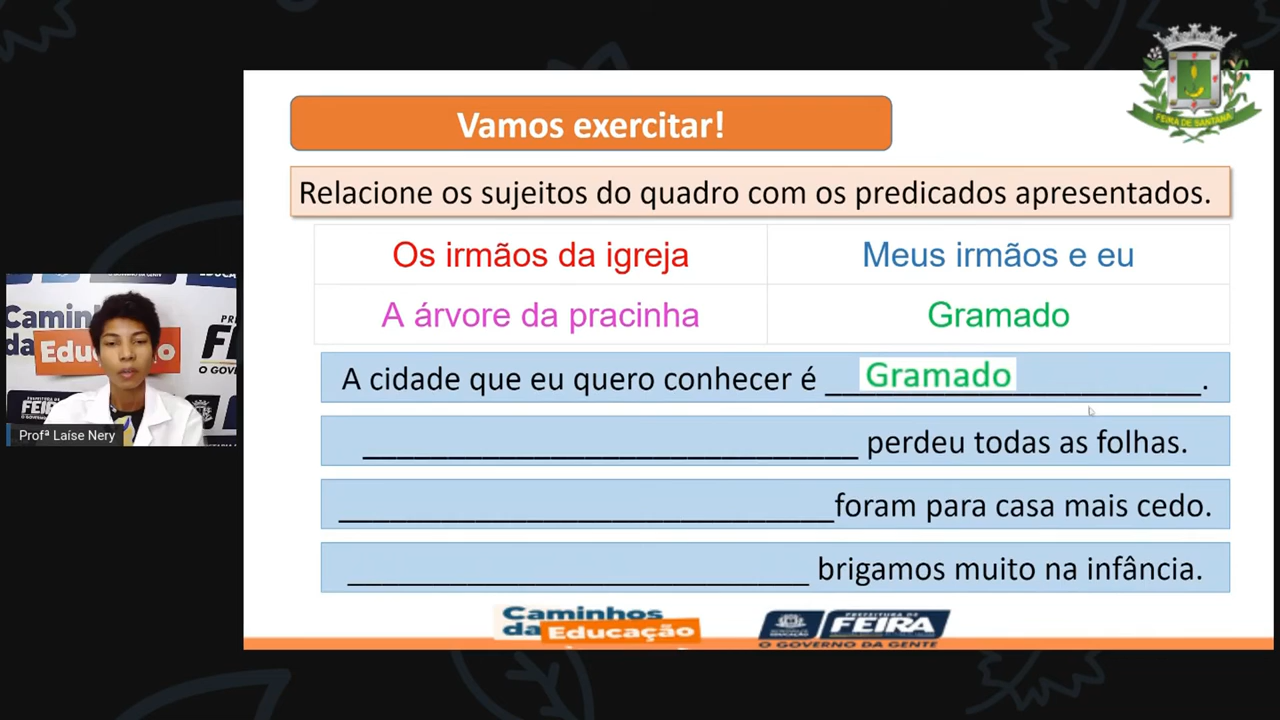 FEIRA DE SANTANA
Vamos exercitar!
Relacione os sujeitos do quadro com os predicados apresentados.
Os irmãos da igreja
Meus irmãos e eu
A árvore da pracinha
Gramado
A cidade que eu quero conhecer é Gramado.
perdeu todas as folhas.
foram para casa mais cedo.
brigamos muito na infância.
Profª Laíse Nery
Caminhos
da Educação
PREFEITURA DE
FEIRA
O GOVERNO DA GENTE